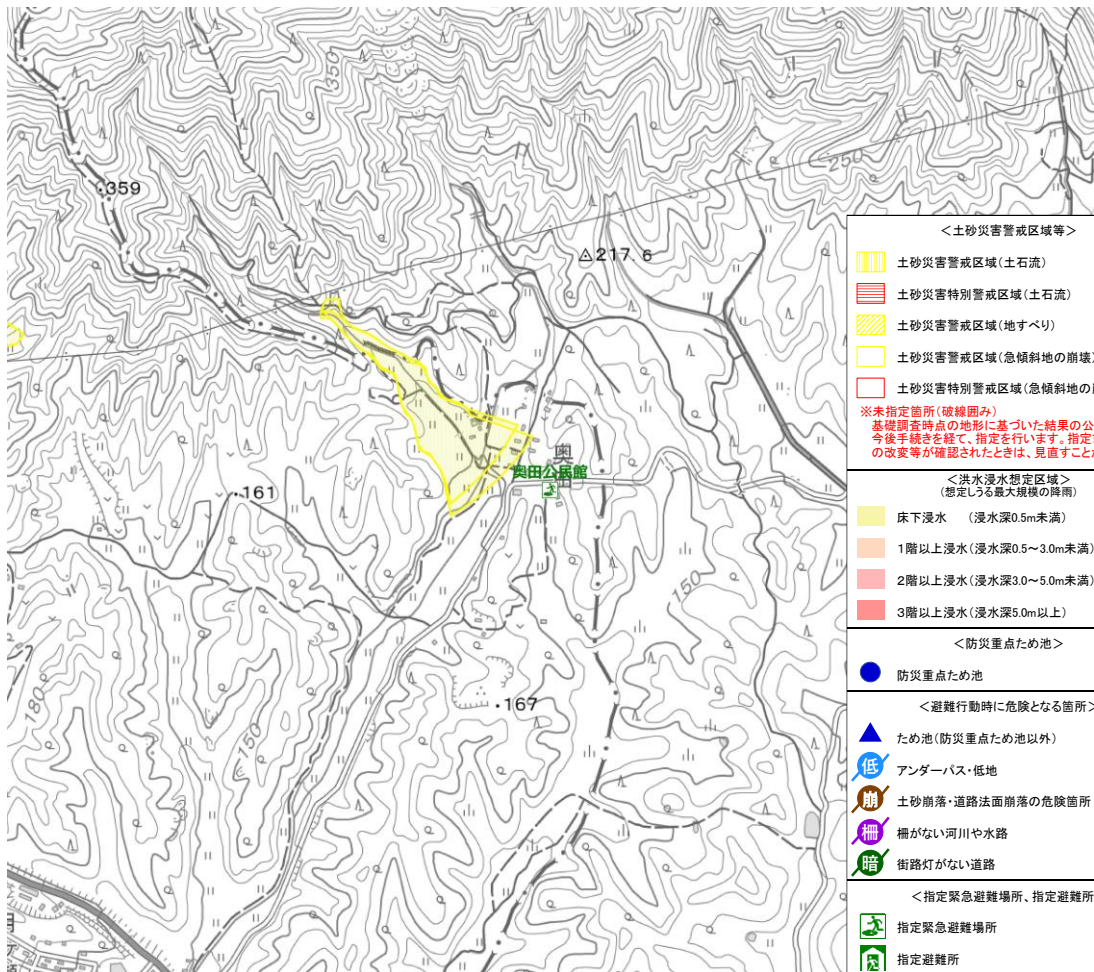 350
250
359
217.6
奥田
奥田公民館
161
150
167
180
150
<土砂災害警戒区域等>
土砂災害警戒区域(土石流)
土砂災害特別警戒区域(土石流)
土砂災害警戒区域(地すべり)
土砂災害警戒区域(急傾斜地の崩壊)
土砂災害特別警戒区域(急傾斜地の
※未指定箇所(破線囲み)
基礎調査時点の地形に基づいた結果の公
今後手続きを経て、指定を行います。指定
の改変等が確認されたときは、見直すこと
<洪水浸水想定区域>
(想定しうる最大規模の降雨)
床下浸水 (浸水深0.5m未満)
1階以上浸水(浸水深0.5~3.0m未満)
2階以上浸水(浸水深3.0~5.0m未満)
3階以上浸水(浸水深5.0m以上)
<防災重点ため池>
防災重点ため池
<避難行動時に危険となる箇所>
ため池(防災重点ため池以外)
低 アンダーパス・低地
崩 土砂崩落・道路法面崩落の危険箇所
柵 柵がない河川や水路
暗 街路灯がない道路
<指定緊急避難場所、指定避難所
指定緊急避難場所
指定避難所